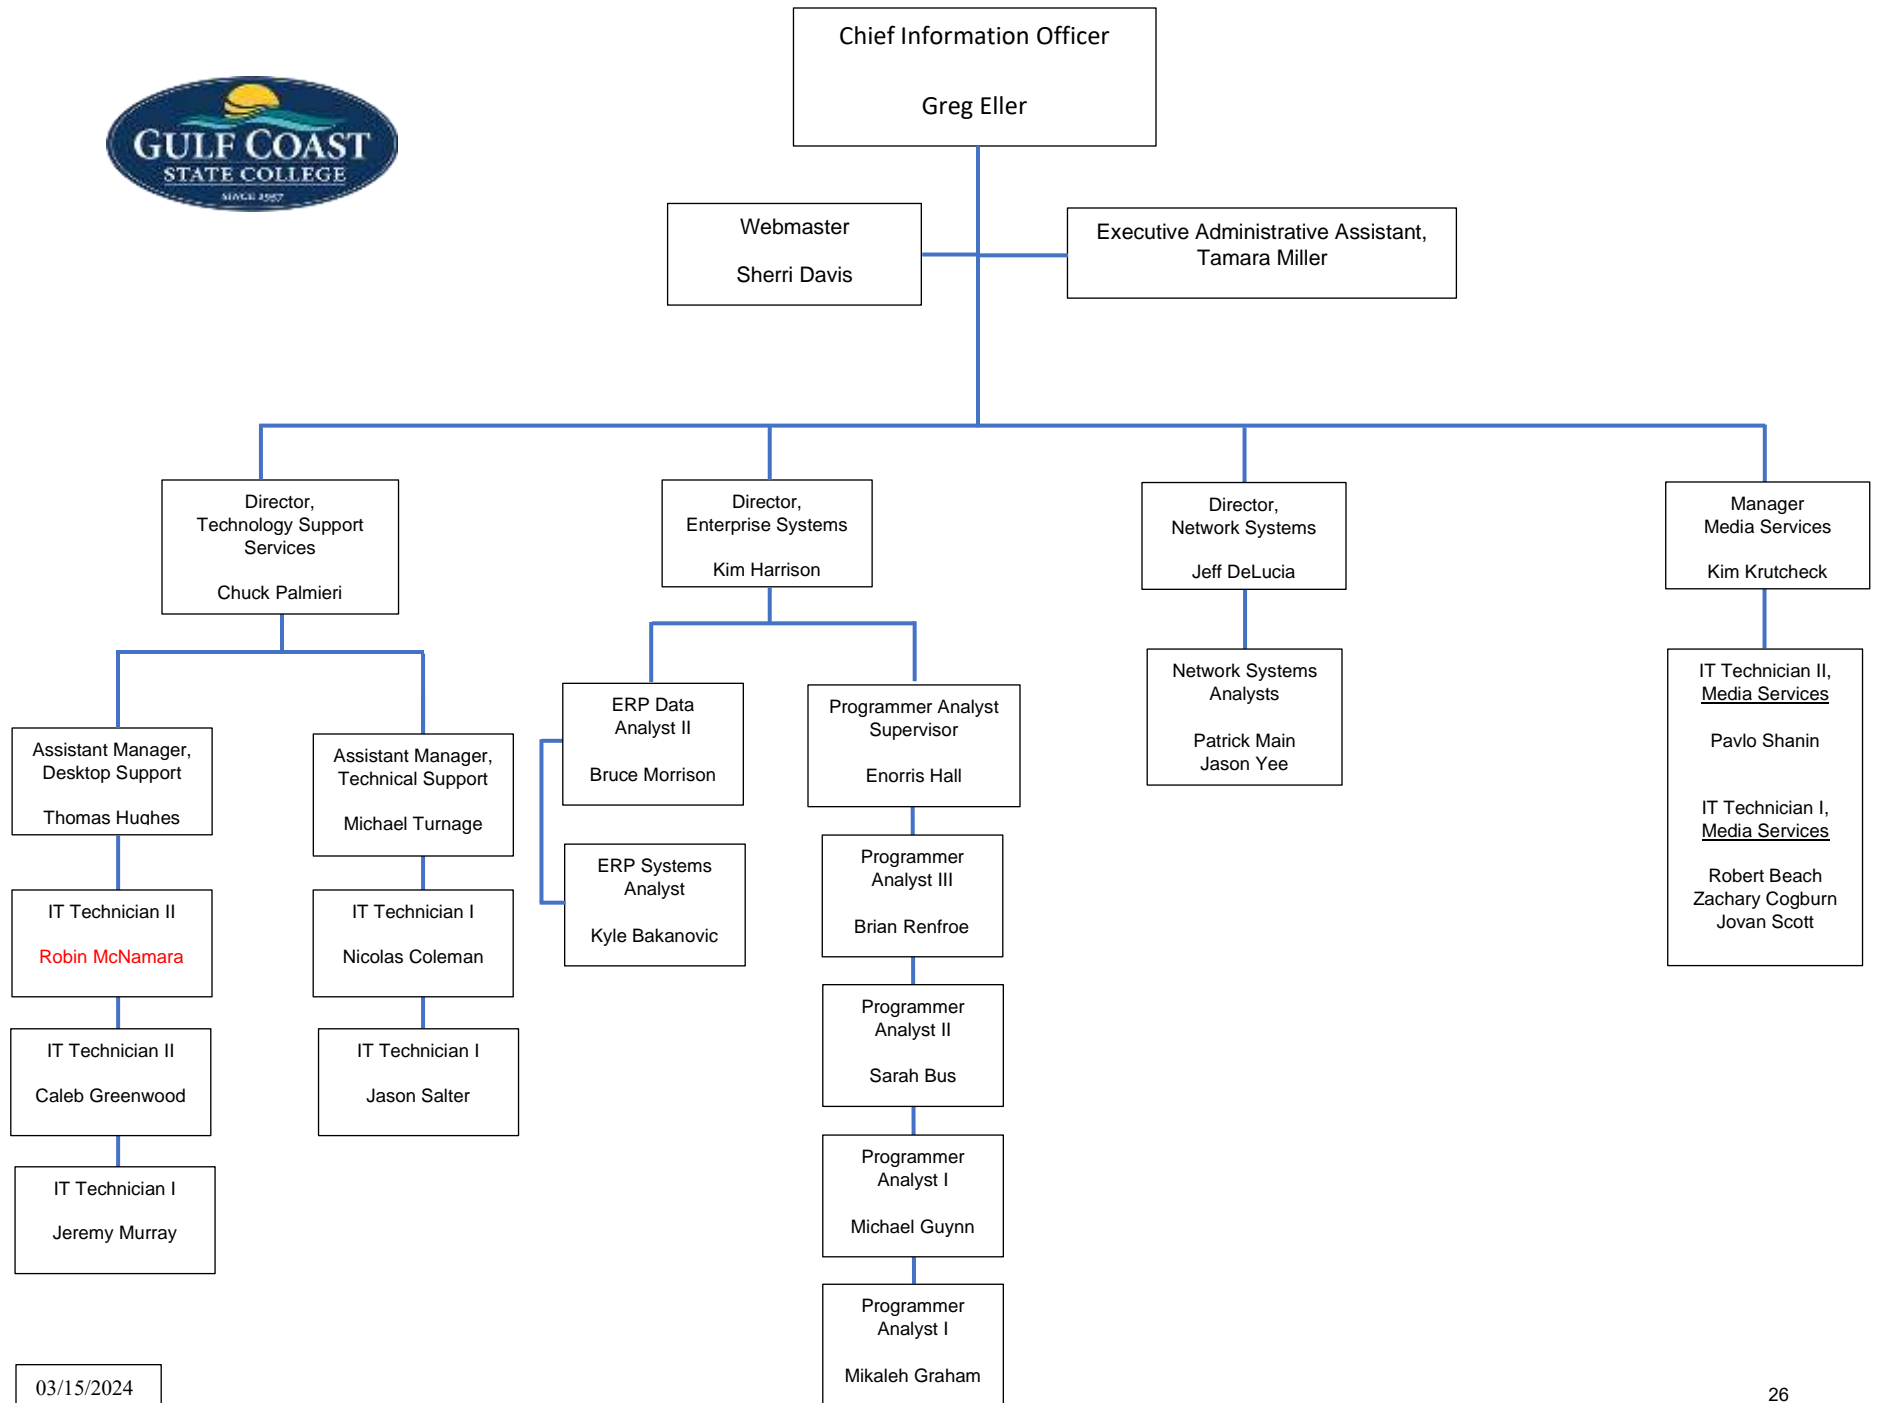 Chief Information Officer
Greg Eller
GULF COAST
STATE COLLEGE
SINCE 1957
Webmaster
Sherri Davis
Executive Administrative Assistant,
Tamara Miller
Director,
Technology Support
Services
Chuck Palmieri
Director,
Enterprise Systems
Kim Harrison
Director,
Network Systems
Jeff DeLucia
Manager
Media Services
Kim Krutcheck
Assistant Manager,
Desktop Support
Thomas Hughes
Assistant Manager,
Technical Support
Michael Turnage
ERP Data
Analyst II
Bruce Morrison
Programmer Analyst
Supervisor
Enorris Hall
Network Systems
Analysts
Patrick Main
Jason Yee
IT Technician II,
Media Services
Pavlo Shanin
IT Technician I,
Media Services
Robert Beach
Zachary Cogburn
Jovan Scott
IT Technician II
Robin McNamara
IT Technician I
Nicolas Coleman
ERP Systems
Analyst
Kyle Bakanovic
Programmer
Analyst III
Brian Renfroe
IT Technician II
Caleb Greenwood
IT Technician I
Jason Salter
Programmer
Analyst II
Sarah Bus
IT Technician I
Jeremy Murray
Programmer
Analyst I
Michael Guynn
Programmer
Analyst I
Mikaleh Graham
03/15/2024
26